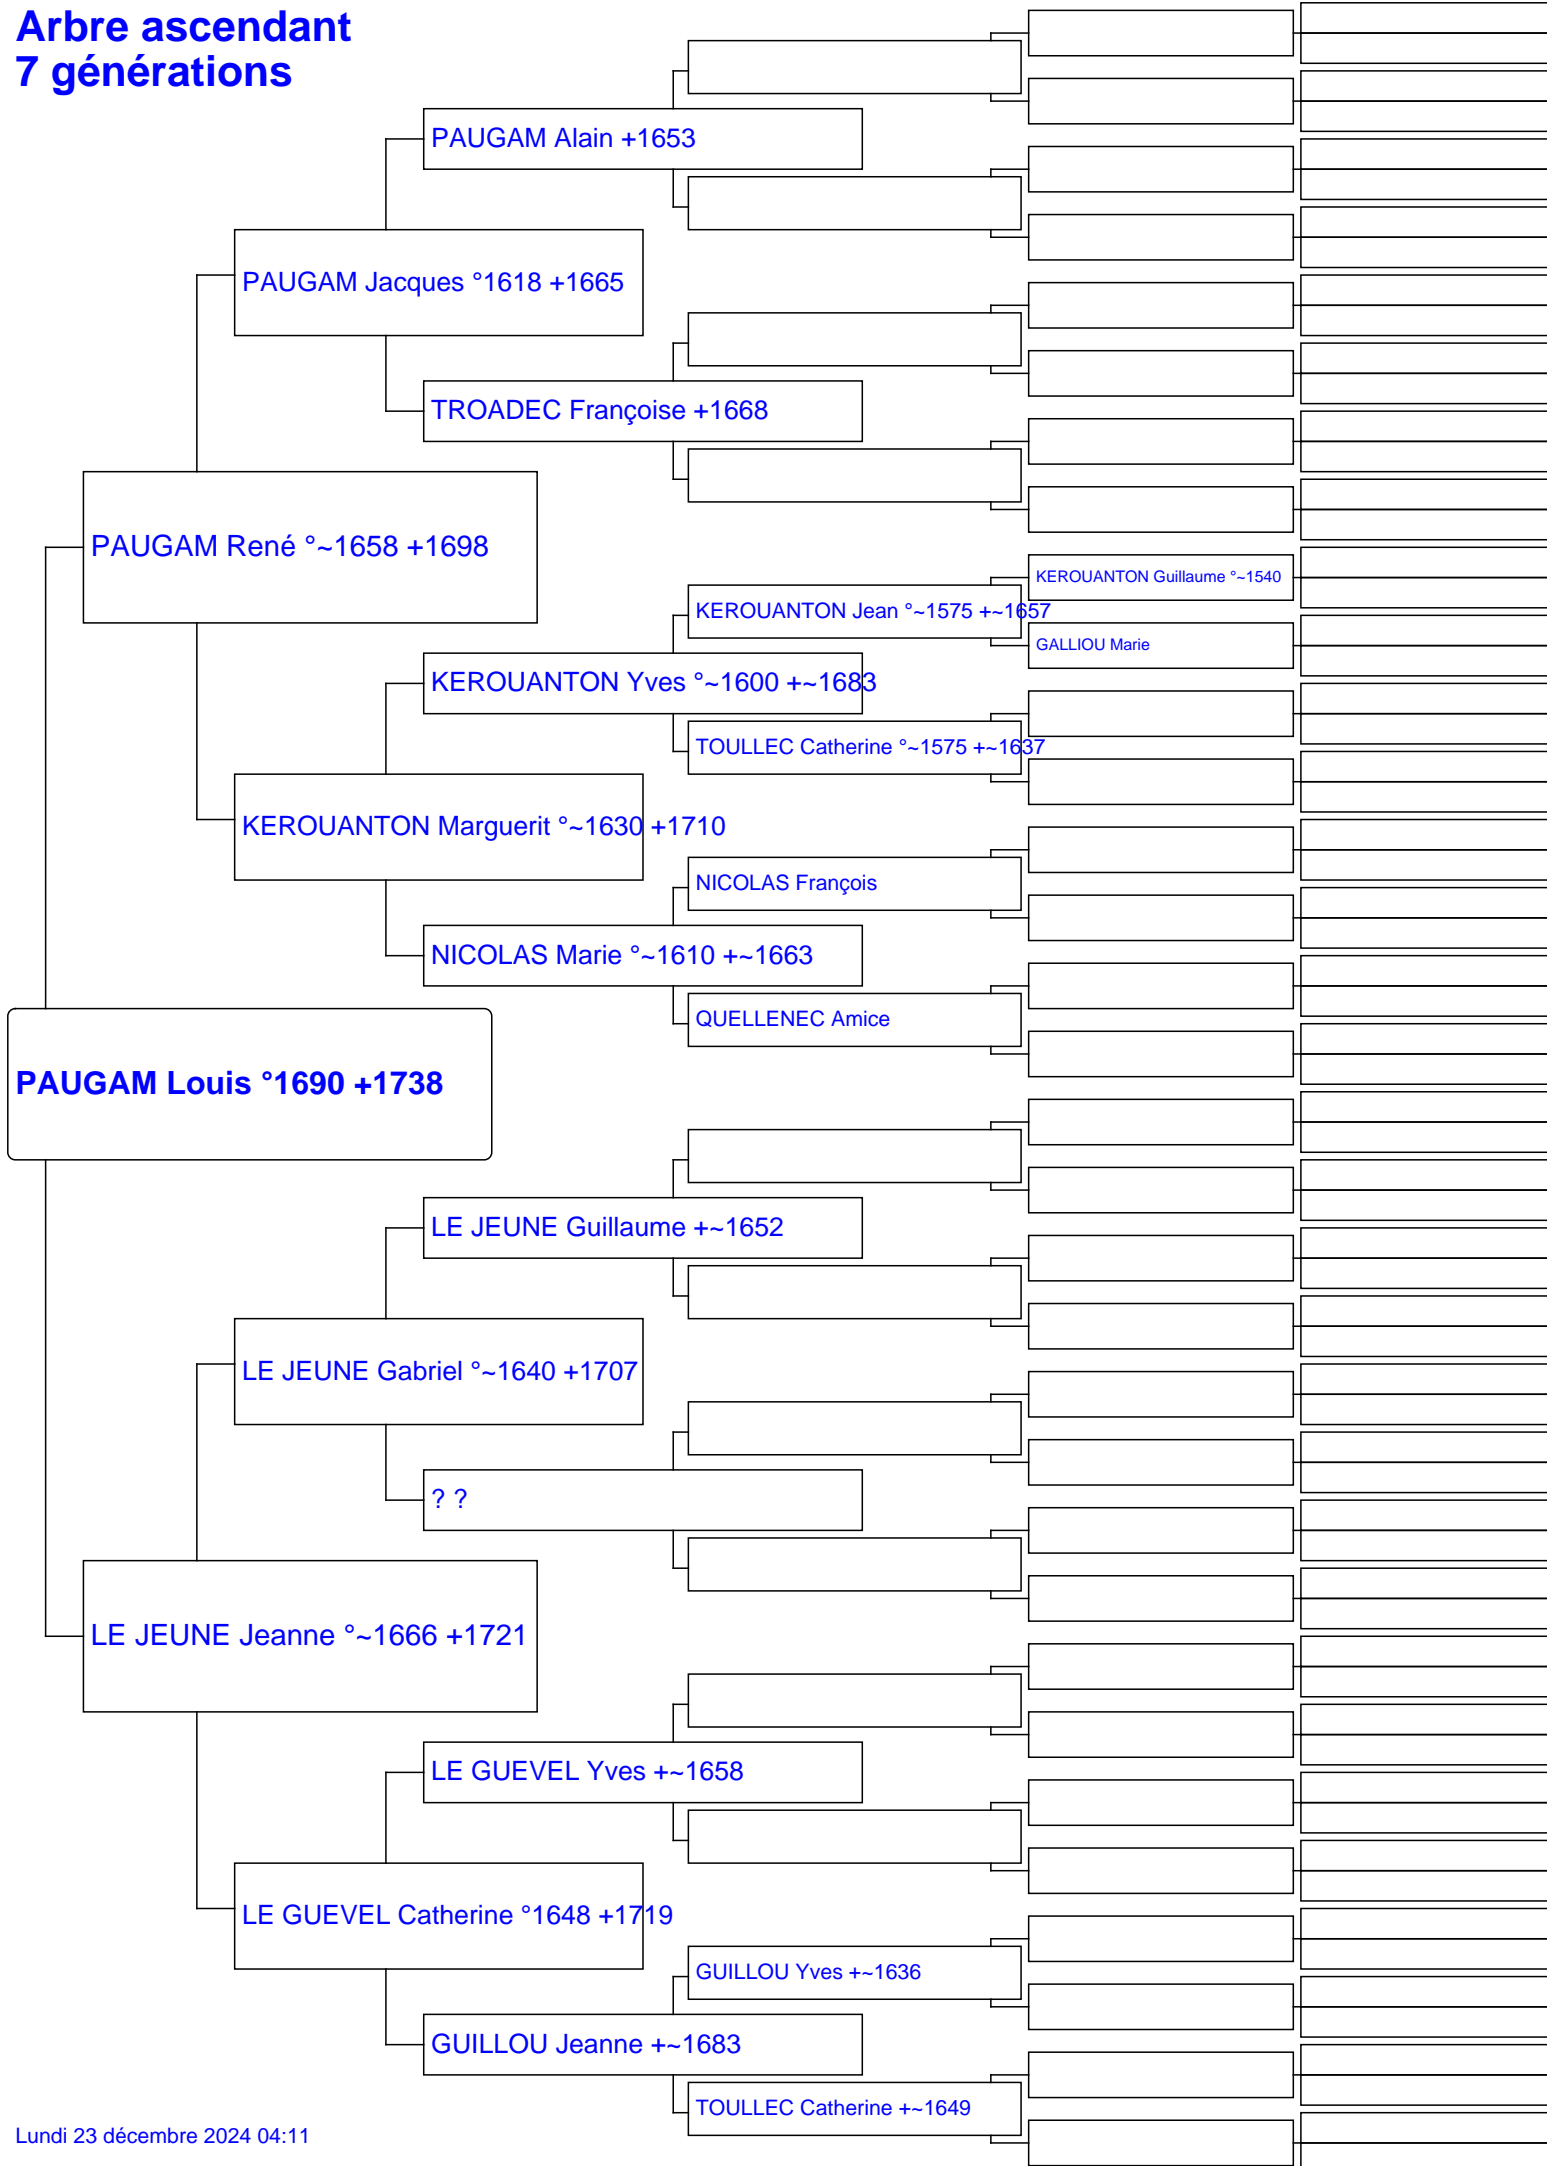 Arbre ascendant
7 générations
PAUGAM Alain +1653
PAUGAM Jacques °1618 +1665
TROADEC Françoise +1668
PAUGAM René °~1658 +1698
KEROUANTON Guillaume °~1540
KEROUANTON Jean °~1575 +~1657
GALLIOU Marie
KEROUANTON Yves °~1600 +~1683
TOULLEC Catherine °~1575 +~1637
KEROUANTON Marguerit °~1630 +1710
NICOLAS François
NICOLAS Marie °~1610 +~1663
QUELLENEC Amice
PAUGAM Louis °1690 +1738
LE JEUNE Guillaume +~1652
LE JEUNE Gabriel °~1640 +1707
? ?
LE JEUNE Jeanne °~1666 +1721
LE GUEVEL Yves +~1658
LE GUEVEL Catherine °1648 +1719
GUILLOU Yves +~1636
GUILLOU Jeanne +~1683
TOULLEC Catherine +~1649
Lundi 23 décembre 2024 04:11